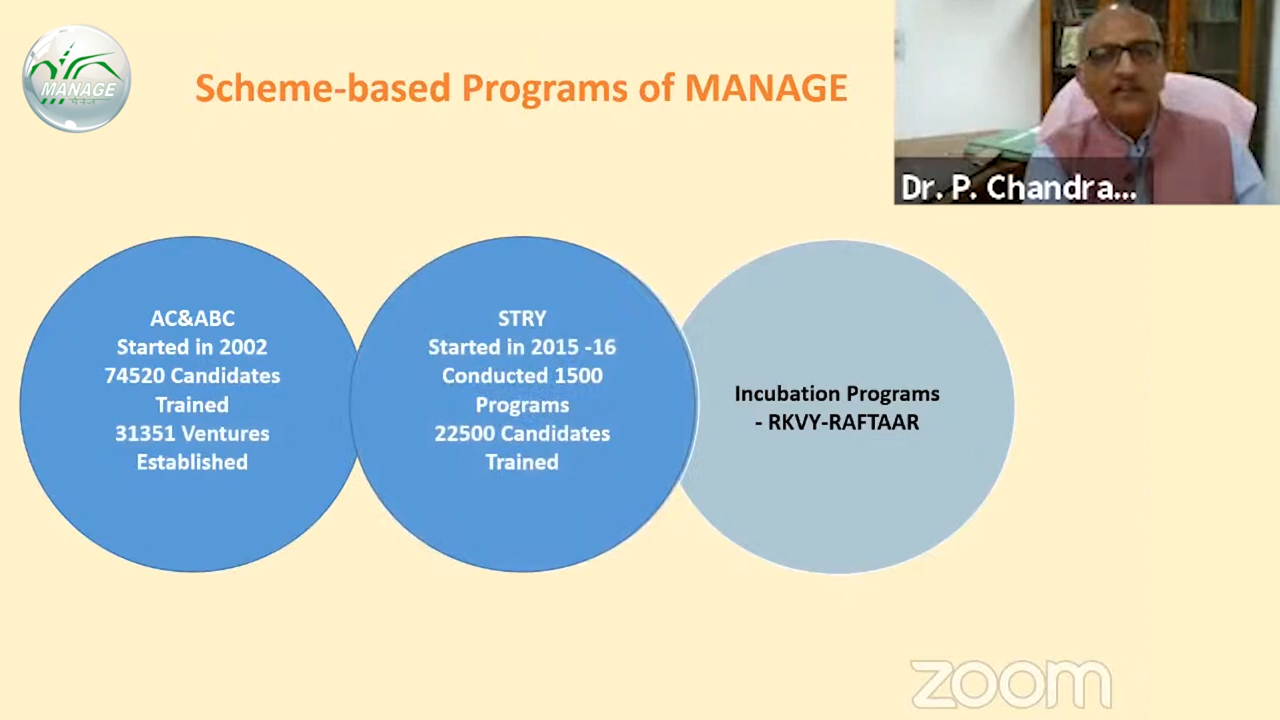 MANAGE
मैनेज
Scheme-based Programs of MANAGE
Dr. P. Chandra...
AC&ABC
Started in 2002
74520 Candidates
Trained
31351 Ventures
Established
STRY
Started in 2015 -16
Conducted 1500
Programs
22500 Candidates
Trained
Incubation Programs
- RKVY-RAFTAAR
zoom